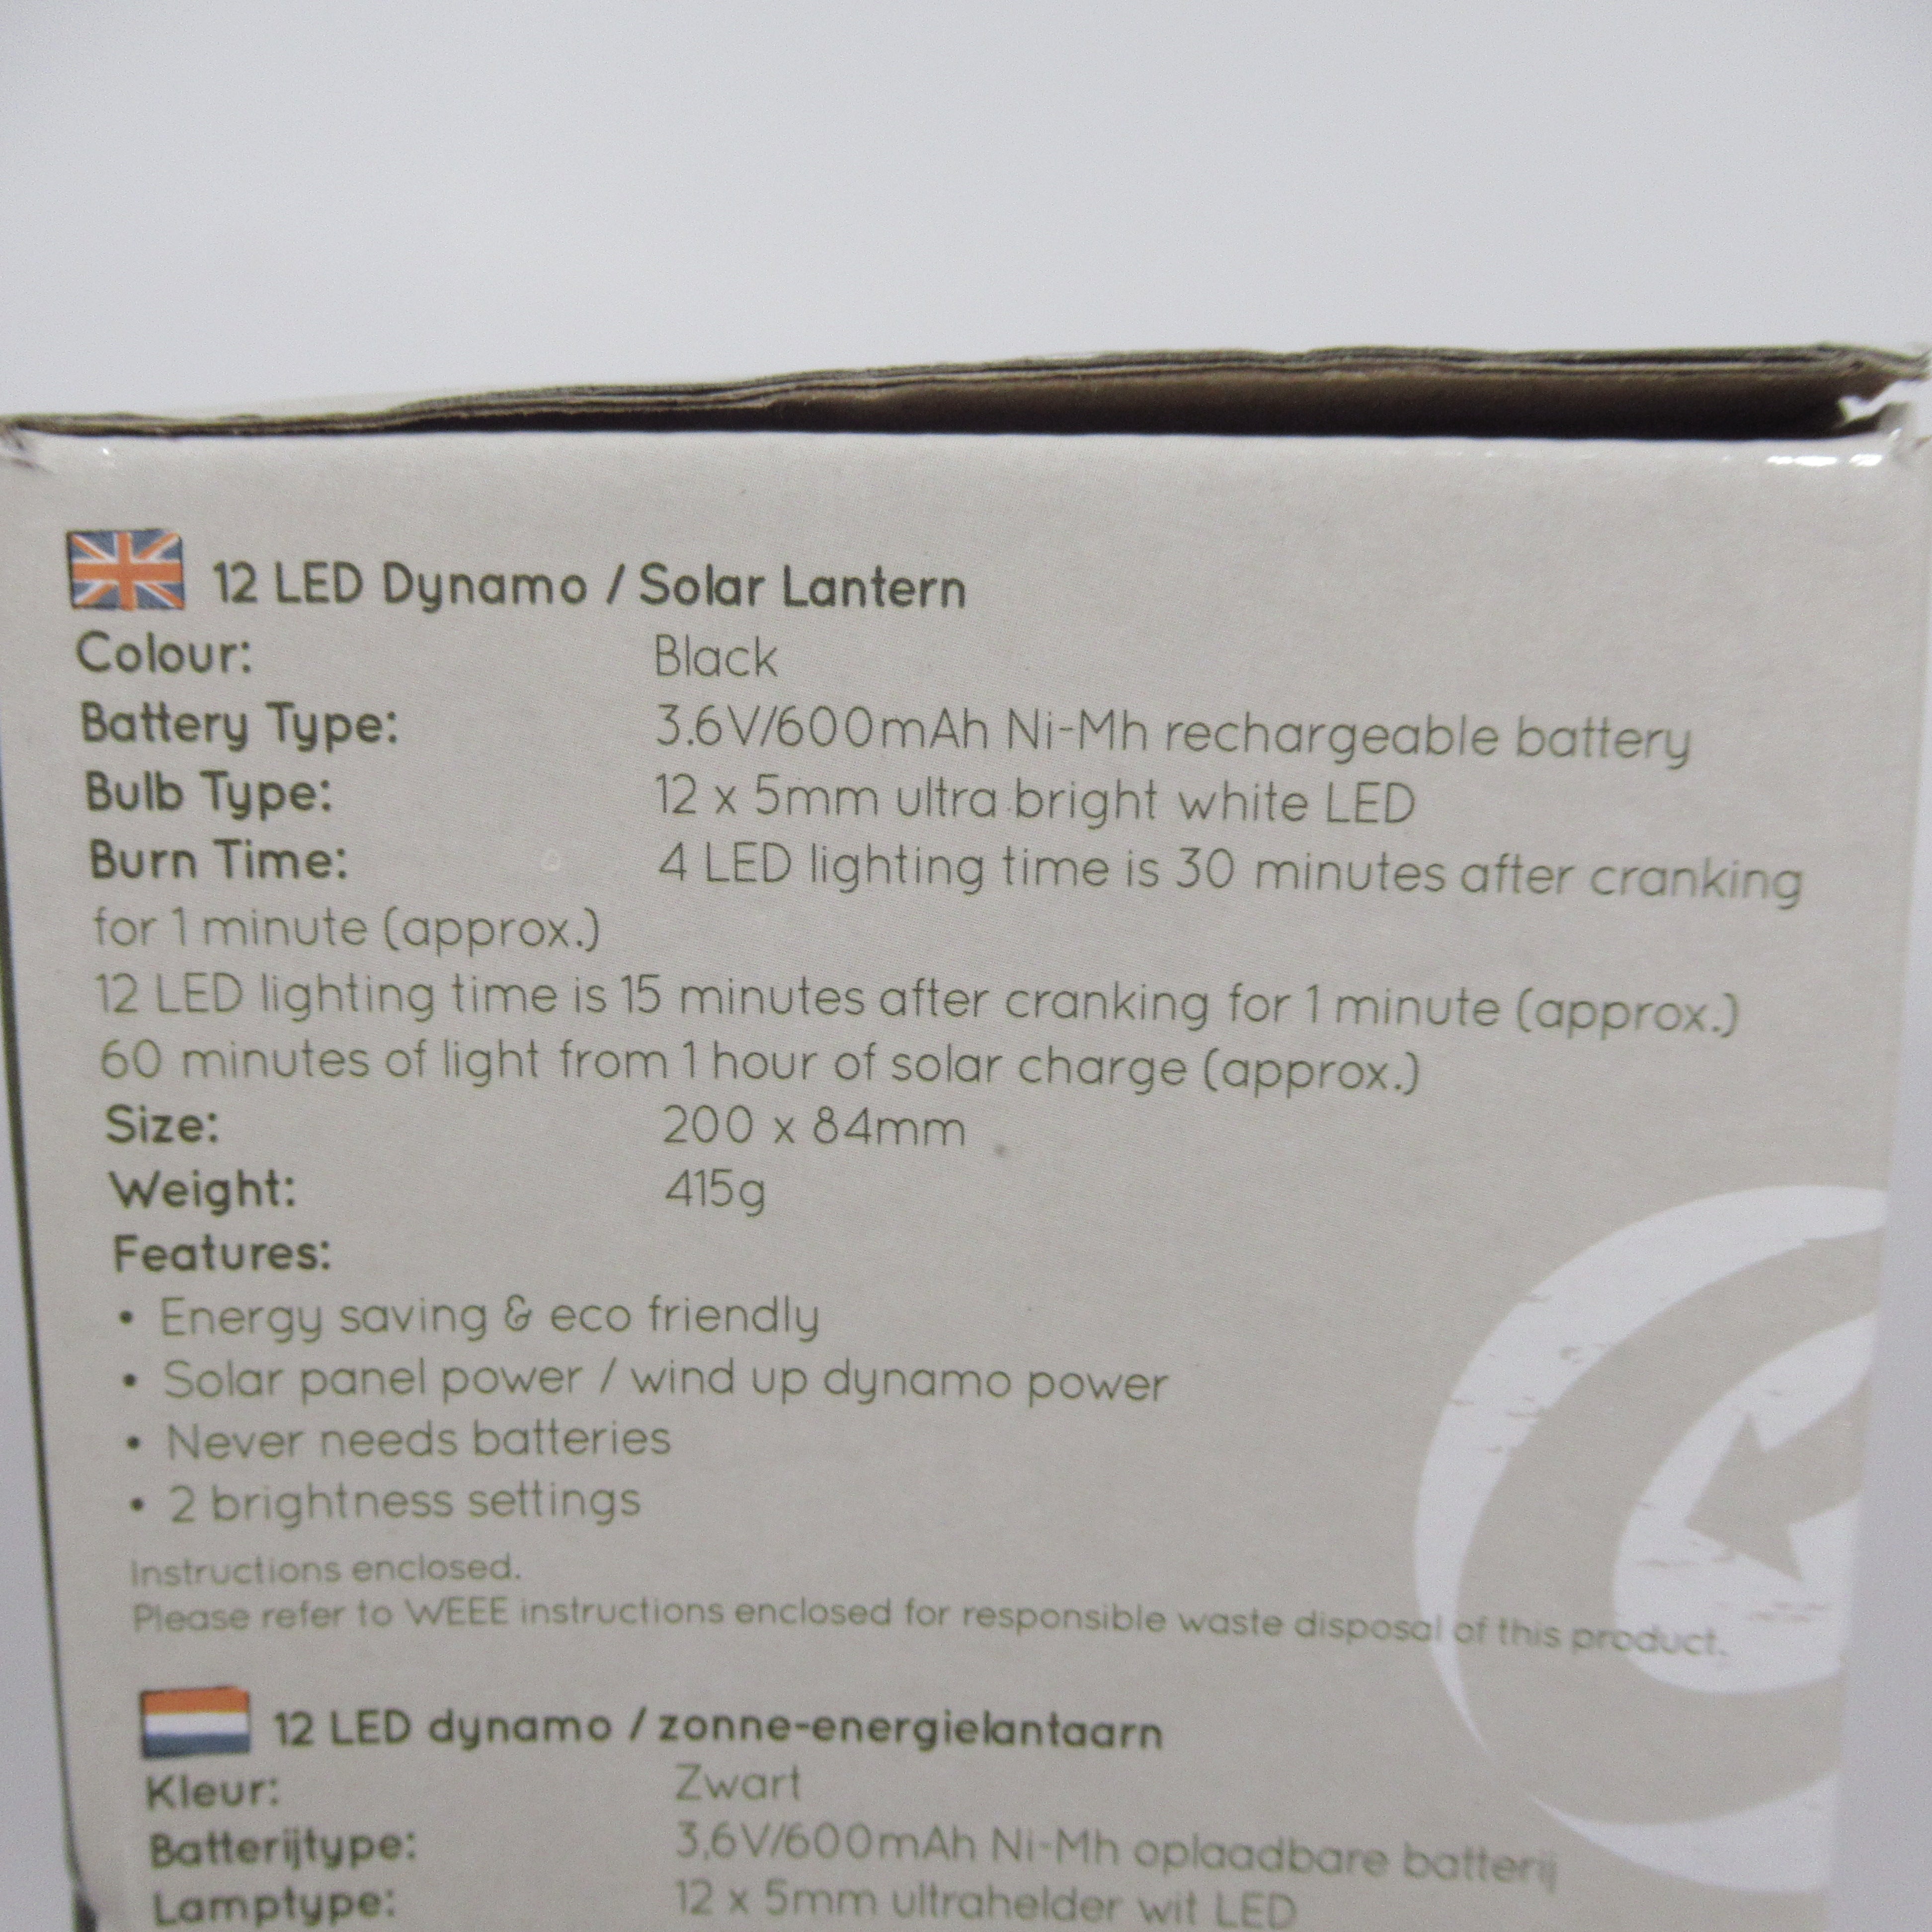 12 LED Dynamo / Solar Lantern
Colour: Black
Battery Type: 3.6V/600mAh Ni-Mh rechargeable battery
Bulb Type: 12 x 5mm ultra bright white LED
Burn Time: 4 LED lighting time is 30 minutes after cranking
for 1 minute (approx.)
12 LED lighting time is 15 minutes after cranking for 1 minute (approx.)
60 minutes of light from 1 hour of solar charge (approx.)
Size: 200 x 84mm
Weight: 415g
Features:
• Energy saving & eco friendly
• Solar panel power / wind up dynamo power
• Never needs batteries
• 2 brightness settings
Instructions enclosed.
Please refer to WEEE instructions enclosed for responsible waste disposal of this product.
12 LED dynamo / zonne-energielantaarn
Kleur: Zwart
Batterijtype: 3,6V/600mAh Ni-Mh oplaadbare batterij
Lamptype: 12 x 5mm ultrahelder wit LED